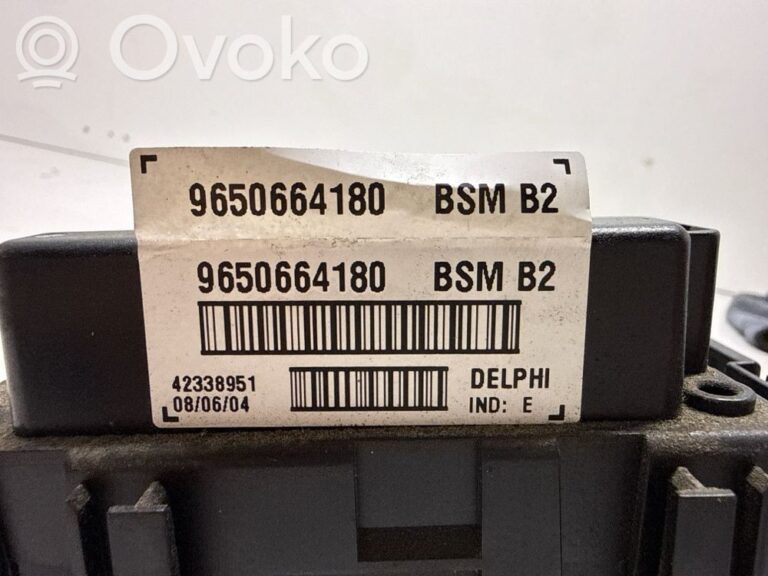 Ovoko
9650664180 BSM B2
9650664180 BSM B2
42338951 DELPHI
08/06/04 IND: E